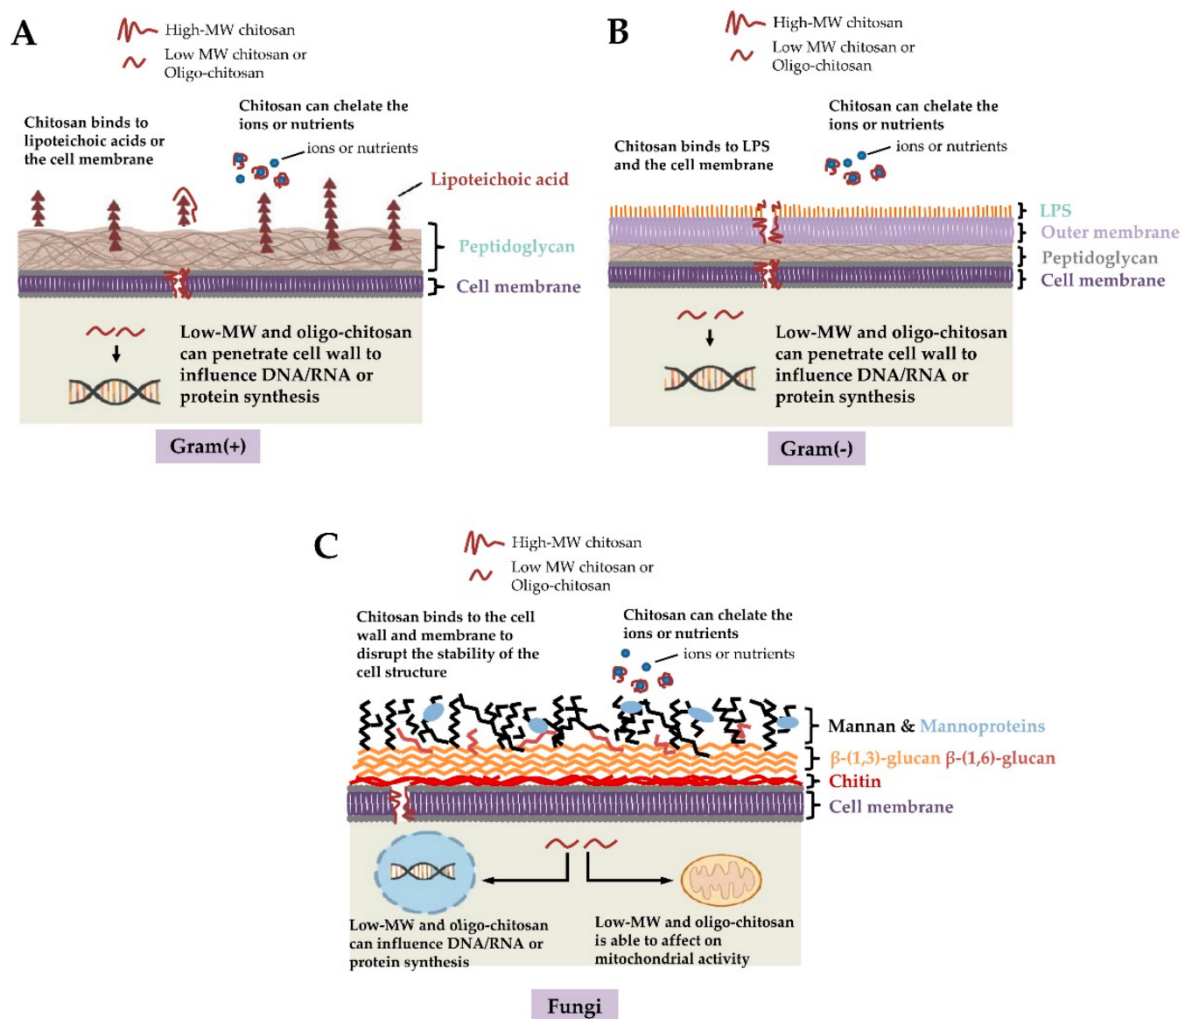 A
High-MW chitosan
Low MW chitosan or
Oligo-chitosan
Chitosan binds to
lipoteichoic acids or
the cell membrane
Chitosan can chelate the
ions or nutrients
ions or nutrients
Lipoteichoic acid
Peptidoglycan
Cell membrane
Low-MW and oligo-chitosan
can penetrate cell wall to
influence DNA/RNA or
protein synthesis
Gram(+)
B
High-MW chitosan
Low MW chitosan or
Oligo-chitosan
Chitosan binds to LPS
and the cell membrane
Chitosan can chelate the
ions or nutrients
ions or nutrients
LPS
Outer membrane
Peptidoglycan
Cell membrane
Low-MW and oligo-chitosan
can penetrate cell wall to
influence DNA/RNA or
protein synthesis
Gram(-)
C
High-MW chitosan
Low MW chitosan or
Oligo-chitosan
Chitosan binds to the cell
wall and membrane to
disrupt the stability of the
cell structure
Chitosan can chelate the
ions or nutrients
ions or nutrients
Mannan & Mannoproteins
β-(1,3)-glucan β-(1,6)-glucan
Chitin
Cell membrane
Low-MW and oligo-chitosan
can influence DNA/RNA or
protein synthesis
Low-MW and oligo-chitosan
is able to affect on
mitochondrial activity
Fungi